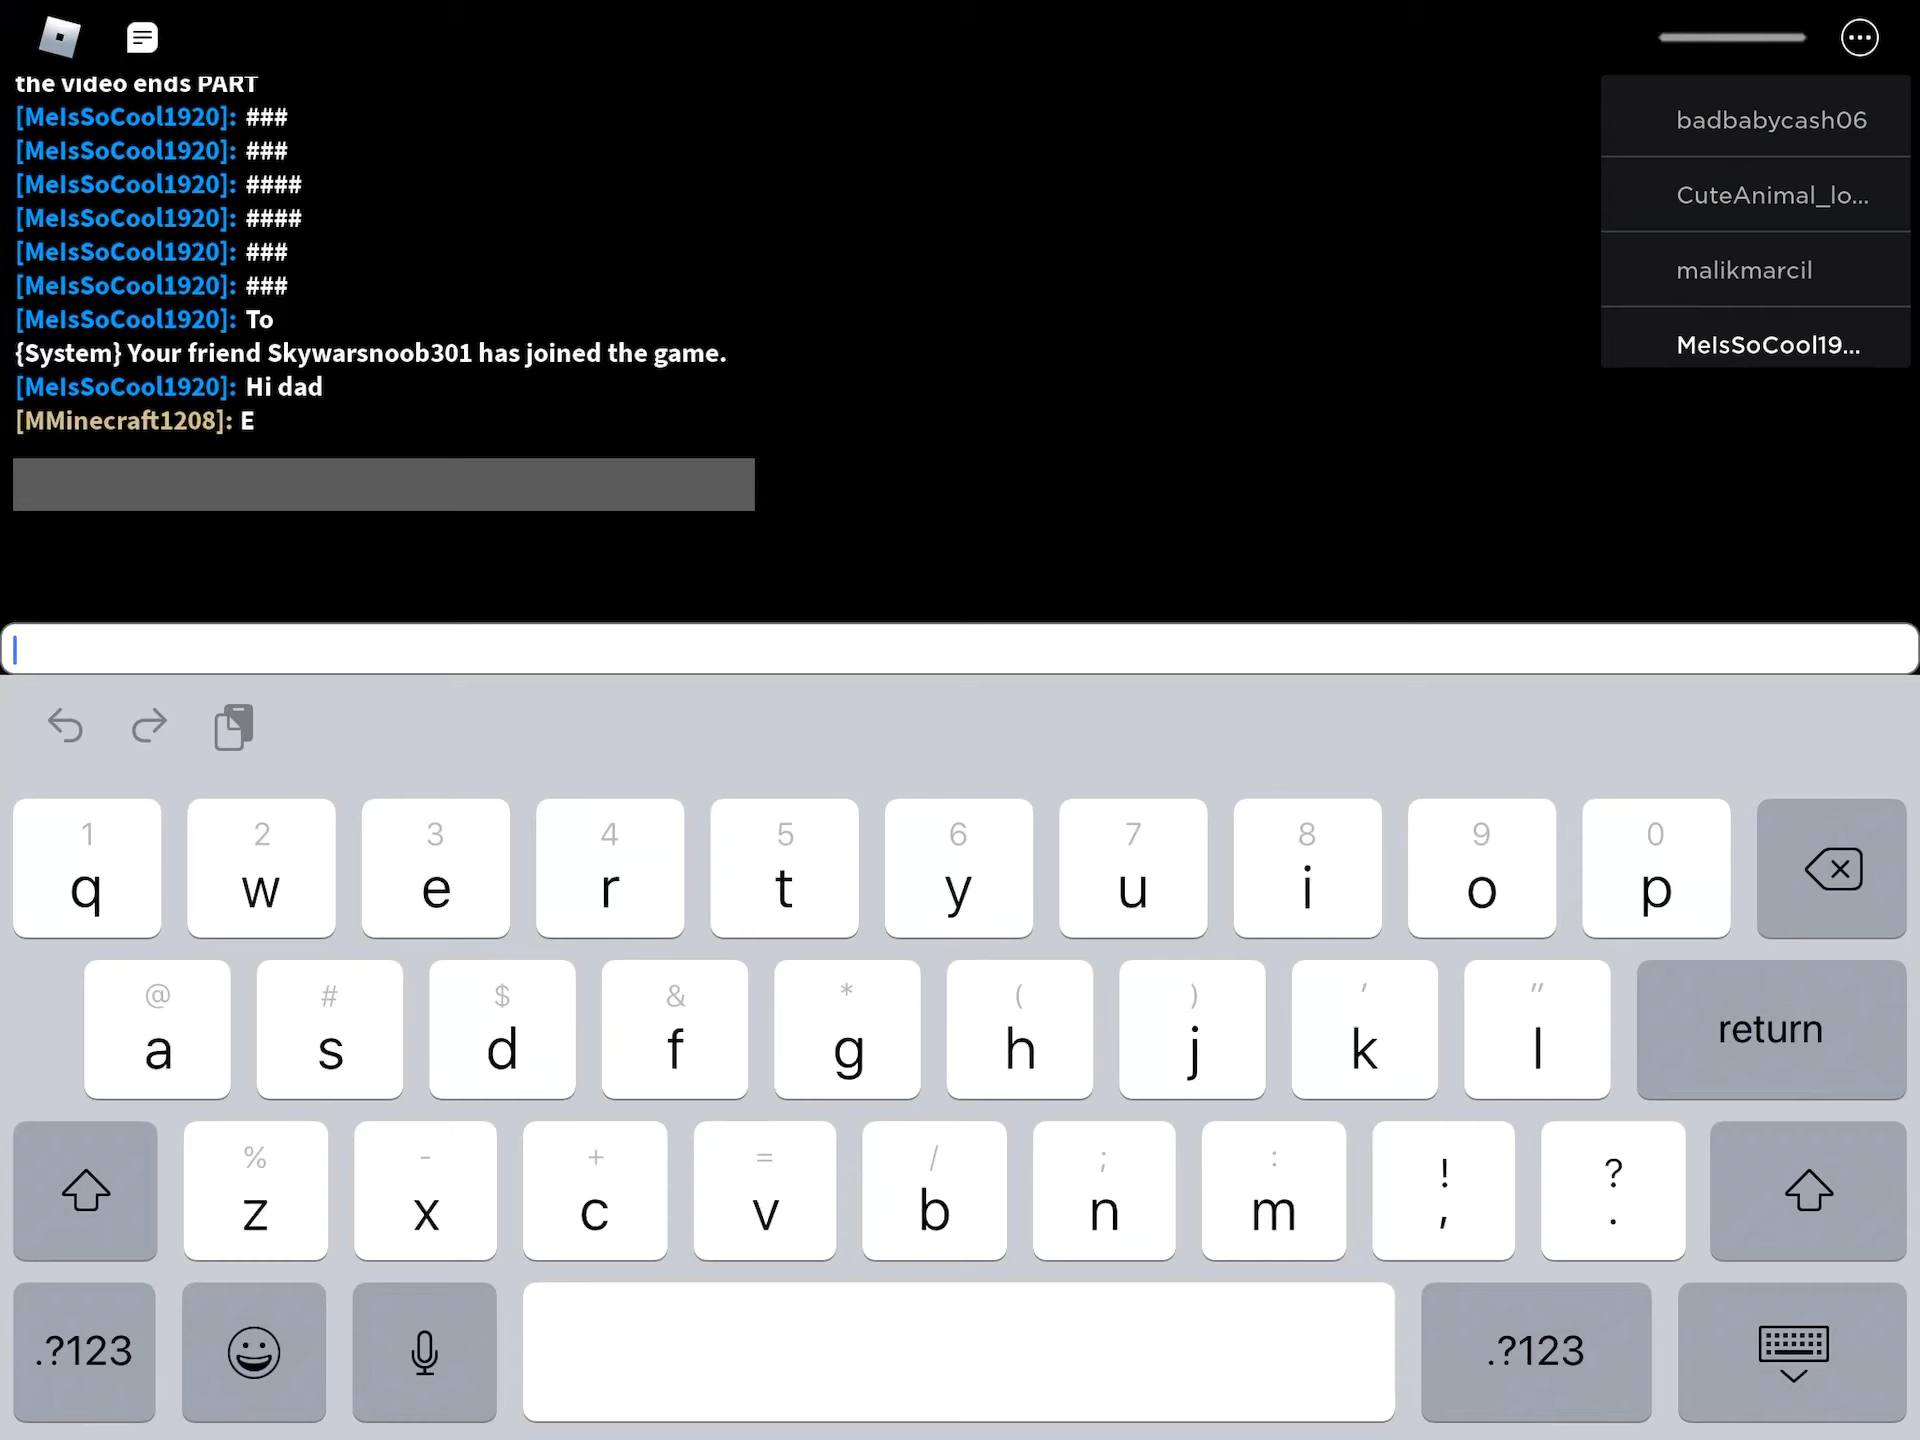 the video ends PART
[MeIsSoCool1920]: ###
[MeIsSoCool1920]: ###
[MeIsSoCool1920]: ####
[MeIsSoCool1920]: ####
[MeIsSoCool1920]: ###
[MeIsSoCool1920]: ###
[MeIsSoCool1920]: To
{System} Your friend Skywarsnoob301 has joined the game.
[MeIsSoCool1920]: Hi dad
[MMinecraft1208]: E
badbabycash06
CuteAnimal_lo...
malikmarcil
MeIsSoCool19...
1 2 3 4 5 6 7 8 9 0
q w e r t y u i o p
@ # $ & * ( ) ' "
a s d f g h j k l return
% - + = / ; : ! ?
z x c v b n m , .
.?123 .?123